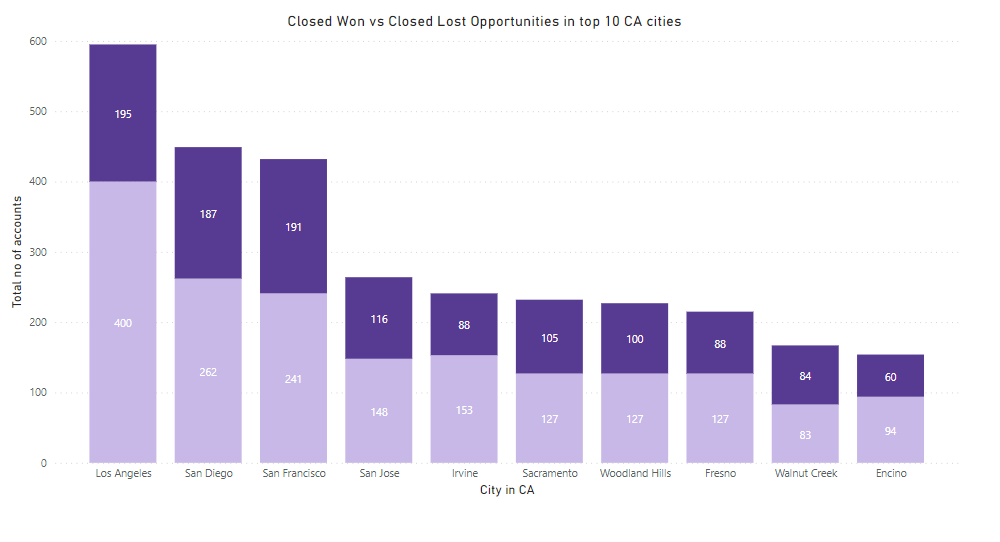 Closed Won vs Closed Lost Opportunities in top 10 CA cities
Total no of accounts
600
500
400
300
200
100
0
195
400
187
262
191
241
116
148
88
153
105
127
100
127
88
127
84
83
60
94
Los Angeles
San Diego
San Francisco
San Jose
Irvine
Sacramento
Woodland Hills
Fresno
Walnut Creek
Encino
City in CA